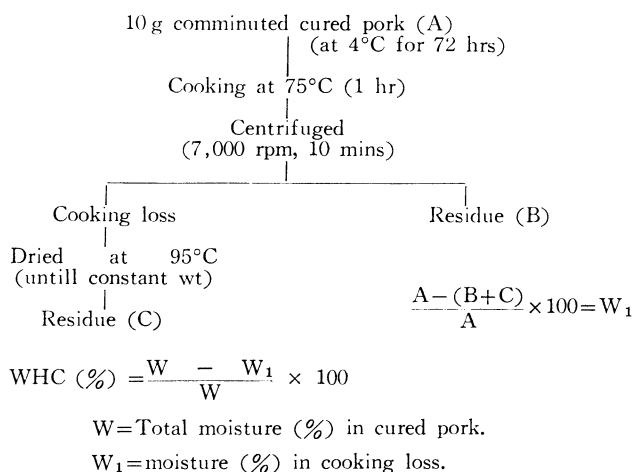 10 g comminuted cured pork (A)
(at 4°C for 72 hrs)
Cooking at 75°C (1 hr)
Centrifuged
(7,000 rpm, 10 mins)
Cooking loss
Residue (B)
Dried at 95°C
(untill constant wt)
Residue (C)
A−(B+C)/A ×100=W₁
WHC (%) = W − W₁/W × 100
W=Total moisture (%) in cured pork.
W₁=moisture (%) in cooking loss.